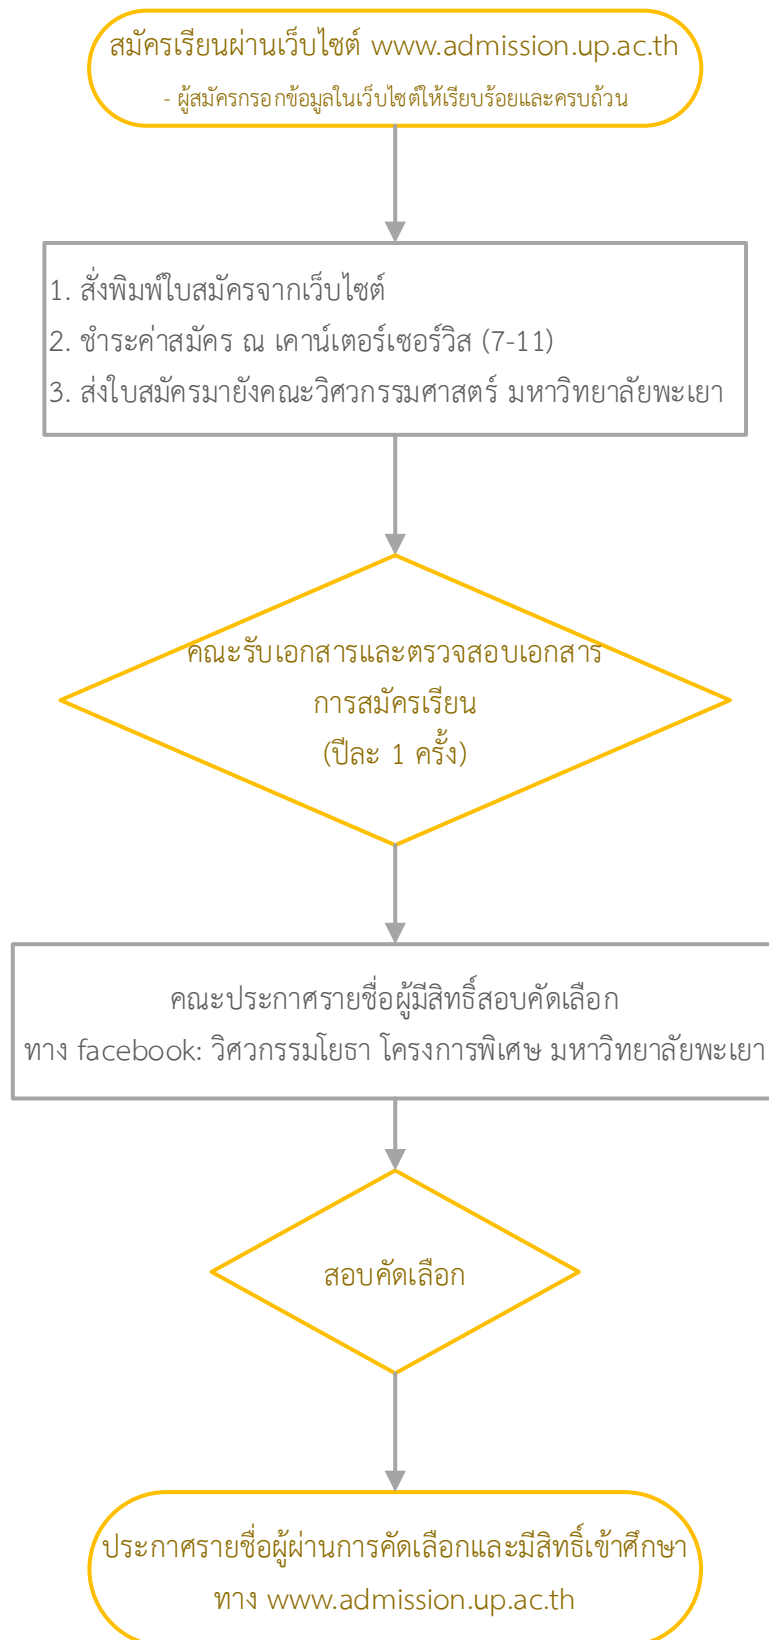 สมัครเรียนผ่านเว็บไซต์ www.admission.up.ac.th
- ผู้สมัครกรอกข้อมูลในเว็บไซต์ให้เรียบร้อยและครบถ้วน
1. สั่งพิมพ์ใบสมัครจากเว็บไซต์
2. ชำระค่าสมัคร ณ เคาน์เตอร์เซอร์วิส (7-11)
3. ส่งใบสมัครมายังคณะวิศวกรรมศาสตร์ มหาวิทยาลัยพะเยา
คณะรับเอกสารและตรวจสอบเอกสาร
การสมัครเรียน
(ปีละ 1 ครั้ง)
คณะประกาศรายชื่อผู้มีสิทธิ์สอบคัดเลือก
ทาง facebook: วิศวกรรมโยธา โครงการพิเศษ มหาวิทยาลัยพะเยา
สอบคัดเลือก
ประกาศรายชื่อผู้ผ่านการคัดเลือกและมีสิทธิ์เข้าศึกษา
ทาง www.admission.up.ac.th